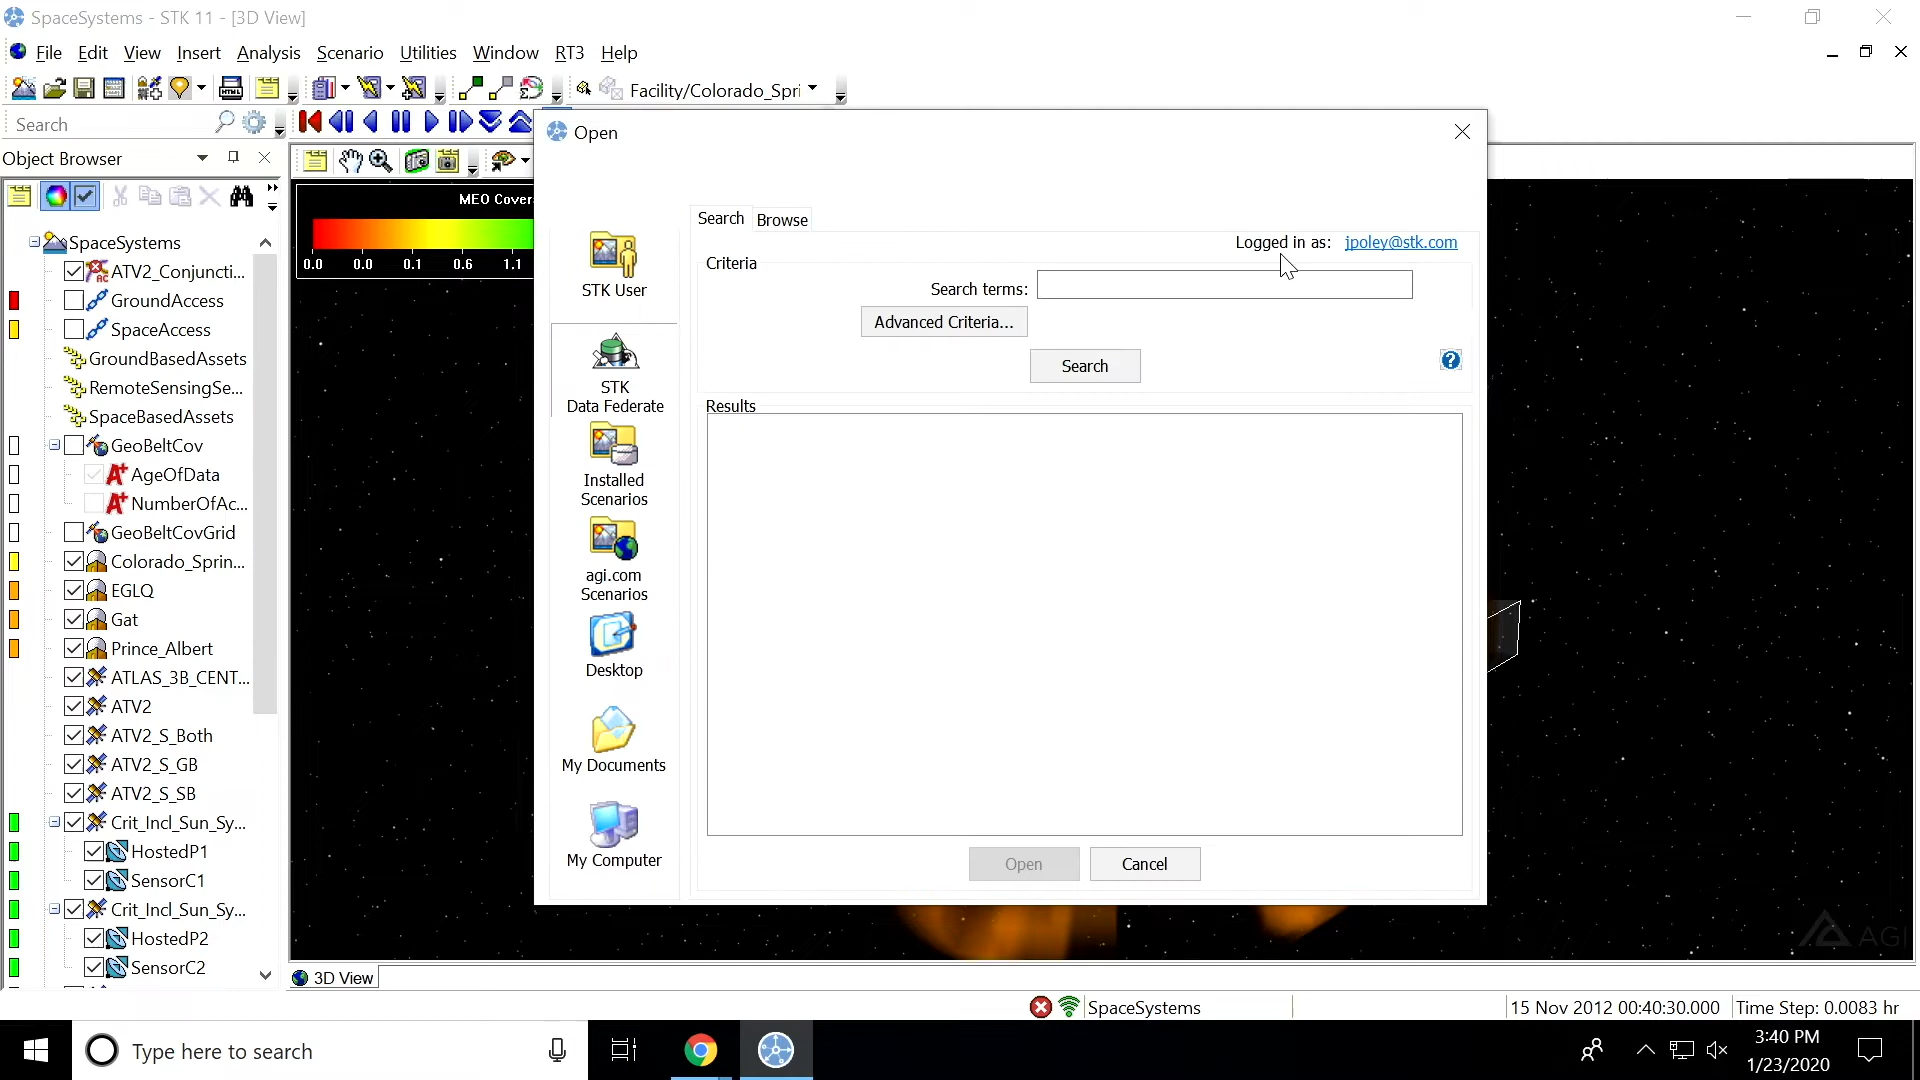 SpaceSystems - STK 11 - [3D View]
File Edit View Insert Analysis Scenario Utilities Window RT3 Help
Facility/Colorado_Spri
Search
Object Browser
SpaceSystems
ATV2_Conjuncti...
GroundAccess
SpaceAccess
GroundBasedAssets
RemoteSensingSe...
SpaceBasedAssets
GeoBeltCov
AgeOfData
NumberOfAc...
GeoBeltCovGrid
Colorado_Sprin...
EGLQ
Gat
Prince_Albert
ATLAS_3B_CENT...
ATV2
ATV2_S_Both
ATV2_S_GB
ATV2_S_SB
Crit_Incl_Sun_Sy...
HostedP1
SensorC1
Crit_Incl_Sun_Sy...
HostedP2
SensorC2
MEO Cover
0.0 0.0 0.1 0.6 1.1
Open
STK User
STK
Data Federate
Installed
Scenarios
agi.com
Scenarios
Desktop
My Documents
My Computer
Search Browse
Logged in as: jpoley@stk.com
Criteria
Search terms:
Advanced Criteria...
Search
Results
Open Cancel
AGI
3D View
SpaceSystems
15 Nov 2012 00:40:30.000 Time Step: 0.0083 hr
Type here to search
3:40 PM
1/23/2020